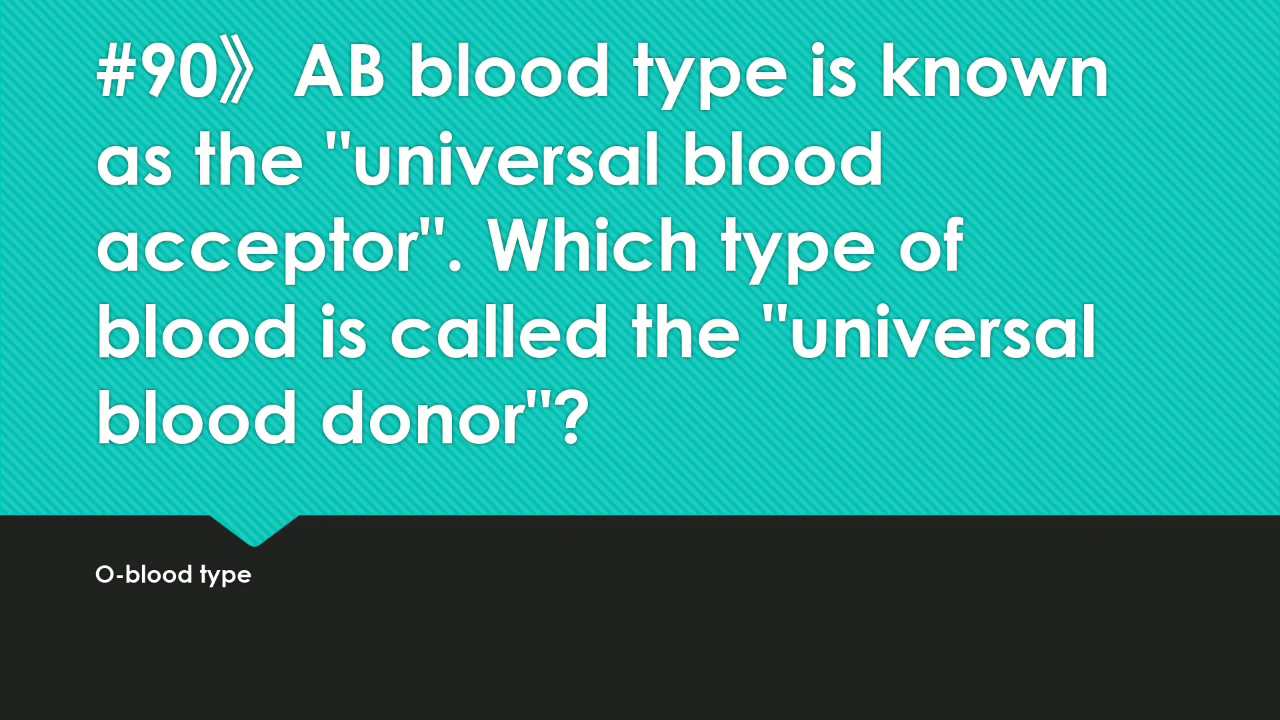 #90》 AB blood type is known
as the "universal blood
acceptor". Which type of
blood is called the "universal
blood donor"?
O-blood type